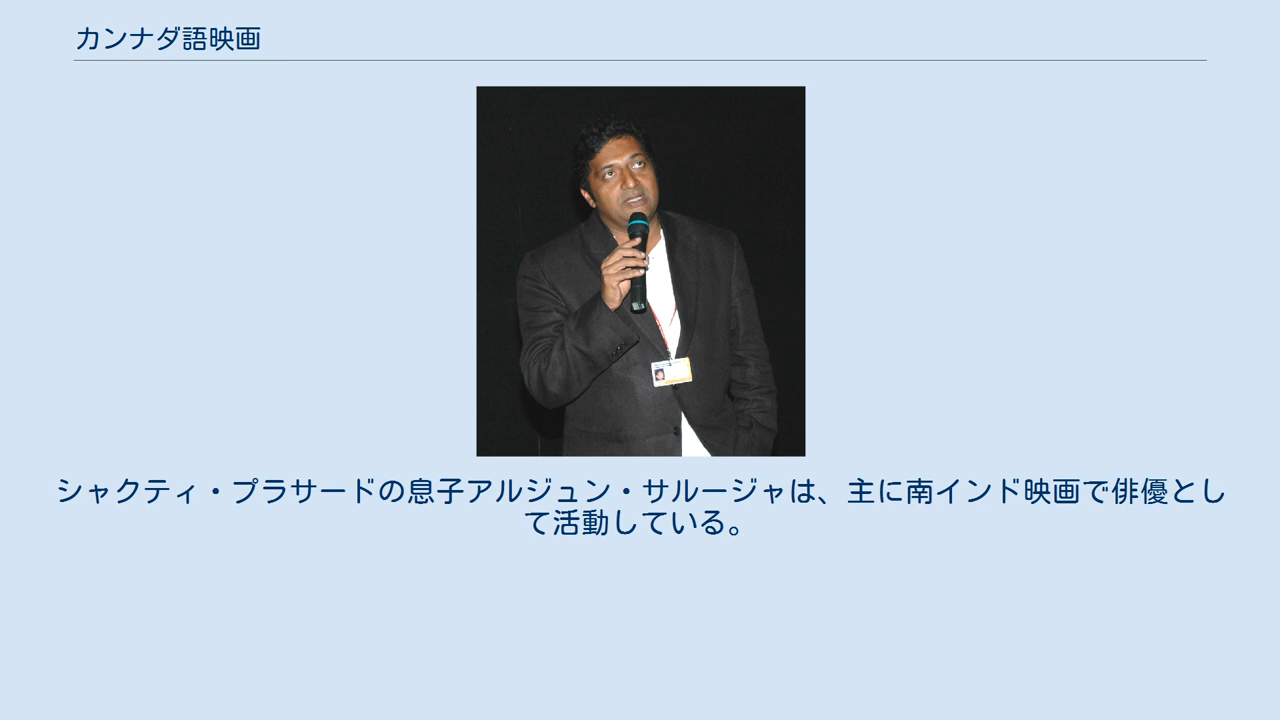 カンナダ語映画
シャクティ・プラサードの息子アルジュン・サルージャは、主に南インド映画で俳優とし
て活動している。